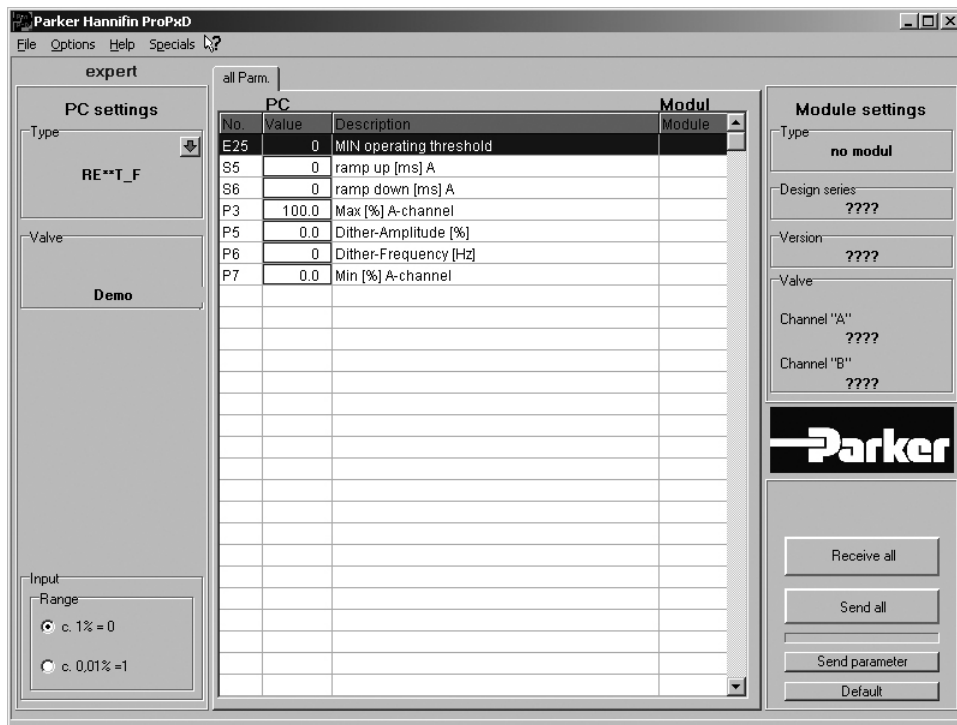 Parker Hannifin ProPxD
File Options Help Specials ?
expert
PC settings
Type
RE**T_F
Valve
Demo
Input
Range
c. 1% = 0
c. 0,01% =1
all Parm.
PC Modul
No. Value Description Module
E25 0 MIN operating threshold
S5 0 ramp up [ms] A
S6 0 ramp down [ms] A
P3 100.0 Max [%] A-channel
P5 0.0 Dither-Amplitude [%]
P6 0 Dither-Frequency [Hz]
P7 0.0 Min [%] A-channel
Module settings
Type
no modul
Design series
????
Version
????
Valve
Channel "A"
????
Channel "B"
????
Parker
Receive all
Send all
Send parameter
Default